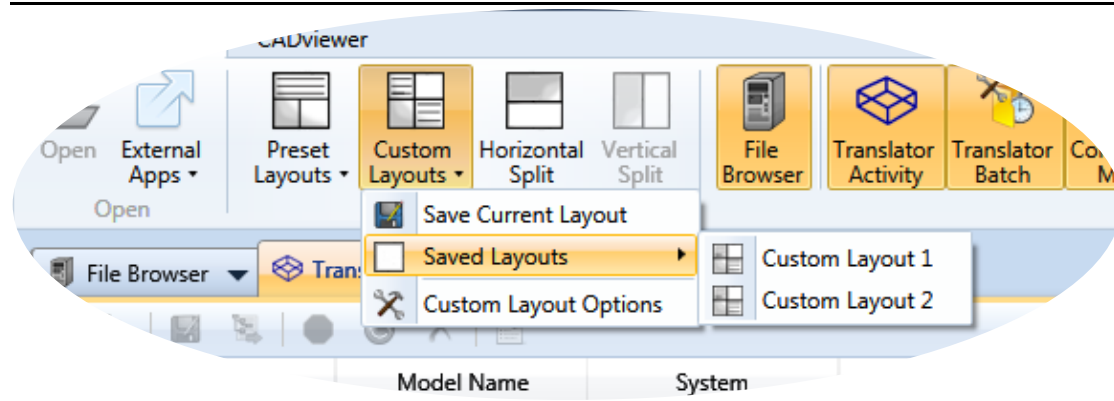 CADviewer
Open
External
Apps
Preset
Layouts
Custom
Layouts
Horizontal
Split
Vertical
Split
File
Browser
Translator
Activity
Translator
Batch
Open
Save Current Layout
Saved Layouts
Custom Layout 1
Custom Layout 2
Custom Layout Options
File Browser
Model Name
System